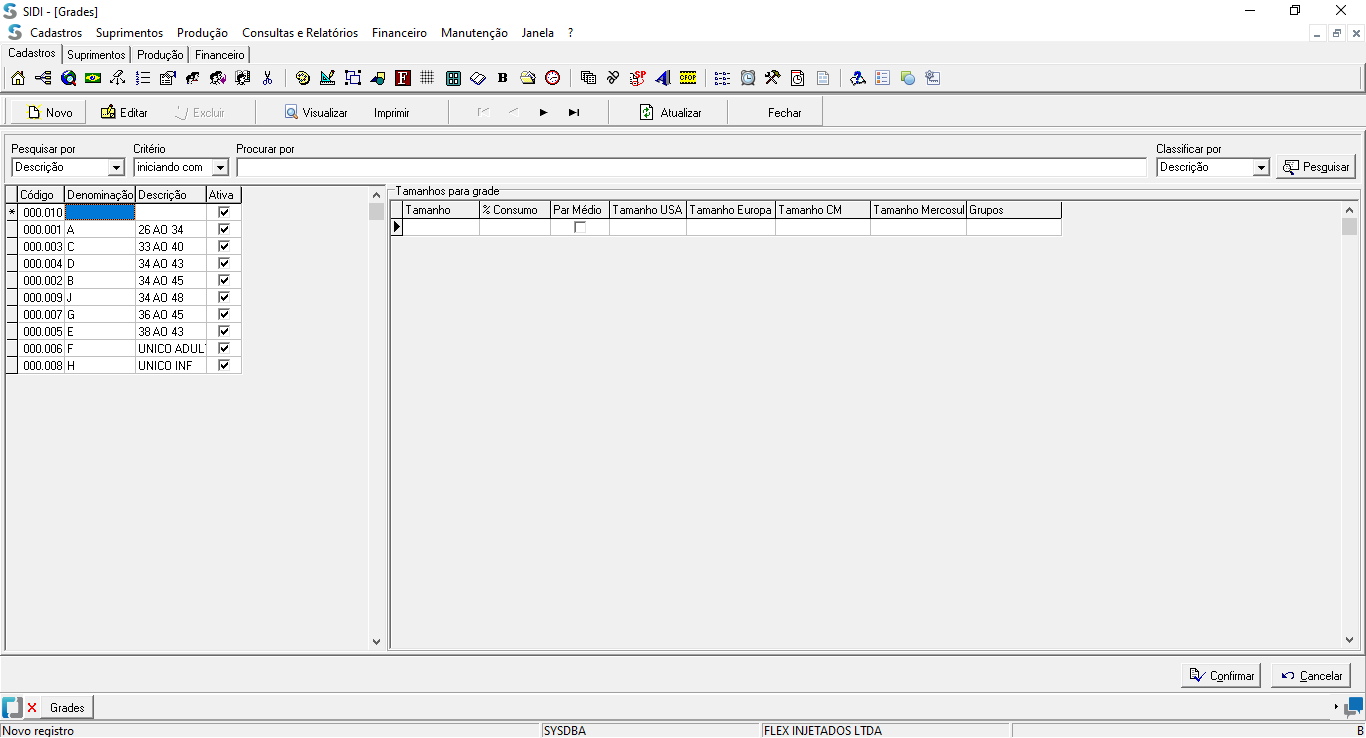 SIDI - [Grades]
Cadastros Suprimentos Produção Consultas e Relatórios Financeiro Manutenção Janela ?
Cadastros Suprimentos Produção Financeiro
F B SP CFOP
Novo Editar Excluir Visualizar Imprimir Atualizar Fechar
Pesquisar por Critério Procurar por Classificar por
Descrição iniciando com Descrição Pesquisar
Tamanhos para grade
Código Denominação Descrição Ativa
Tamanho % Consumo Par Médio Tamanho USA Tamanho Europa Tamanho CM Tamanho Mercosul Grupos
* 000.010
000.001 A 26 AO 34
000.003 C 33 AO 40
000.004 D 34 AO 43
000.002 B 34 AO 45
000.009 J 34 AO 48
000.007 G 36 AO 45
000.005 E 38 AO 43
000.006 F UNICO ADUL
000.008 H UNICO INF
Confirmar Cancelar
Grades
Novo registro SYSDBA FLEX INJETADOS LTDA B